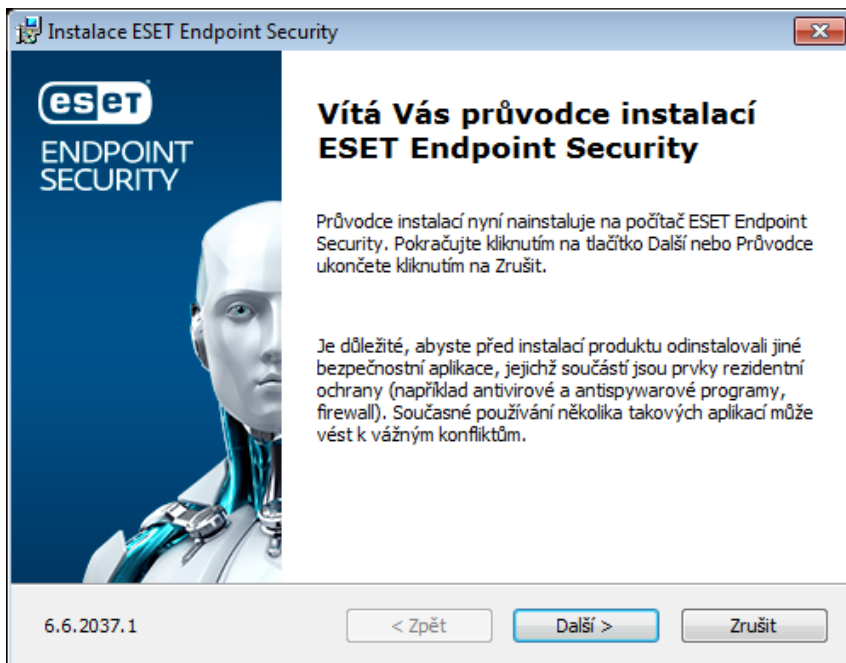 Instalace ESET Endpoint Security
eseT
ENDPOINT
SECURITY
Vítá Vás průvodce instalací
ESET Endpoint Security
Průvodce instalací nyní nainstaluje na počítač ESET Endpoint
Security. Pokračujte kliknutím na tlačítko Další nebo Průvodce
ukončete kliknutím na Zrušit.
Je důležité, abyste před instalací produktu odinstalovali jiné
bezpečnostní aplikace, jejichž součástí jsou prvky rezidentní
ochrany (například antivirové a antispywarové programy,
firewall). Současné používání několika takových aplikací může
vést k vážným konfliktům.
6.6.2037.1
< Zpět
Další >
Zrušit